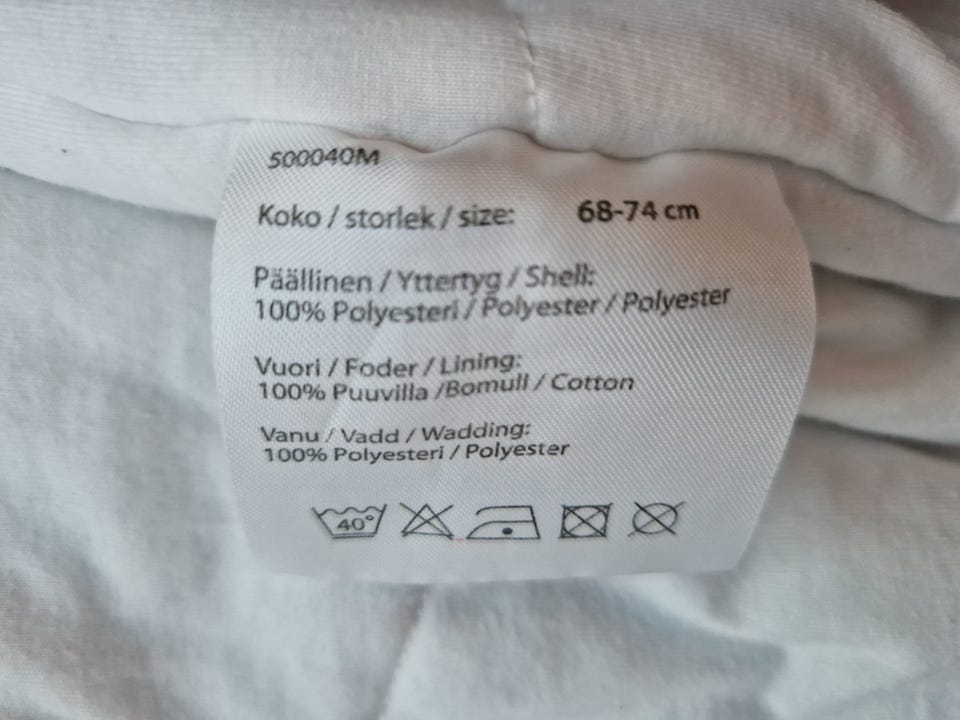 500040M
Koko / storlek / size: 68-74 cm
Päällinen / Yttertyg / Shell:
100% Polyesteri / Polyester / Polyester
Vuori / Foder / Lining:
100% Puuvilla /Bomull / Cotton
Vanu / Vadd / Wadding:
100% Polyesteri / Polyester
40°